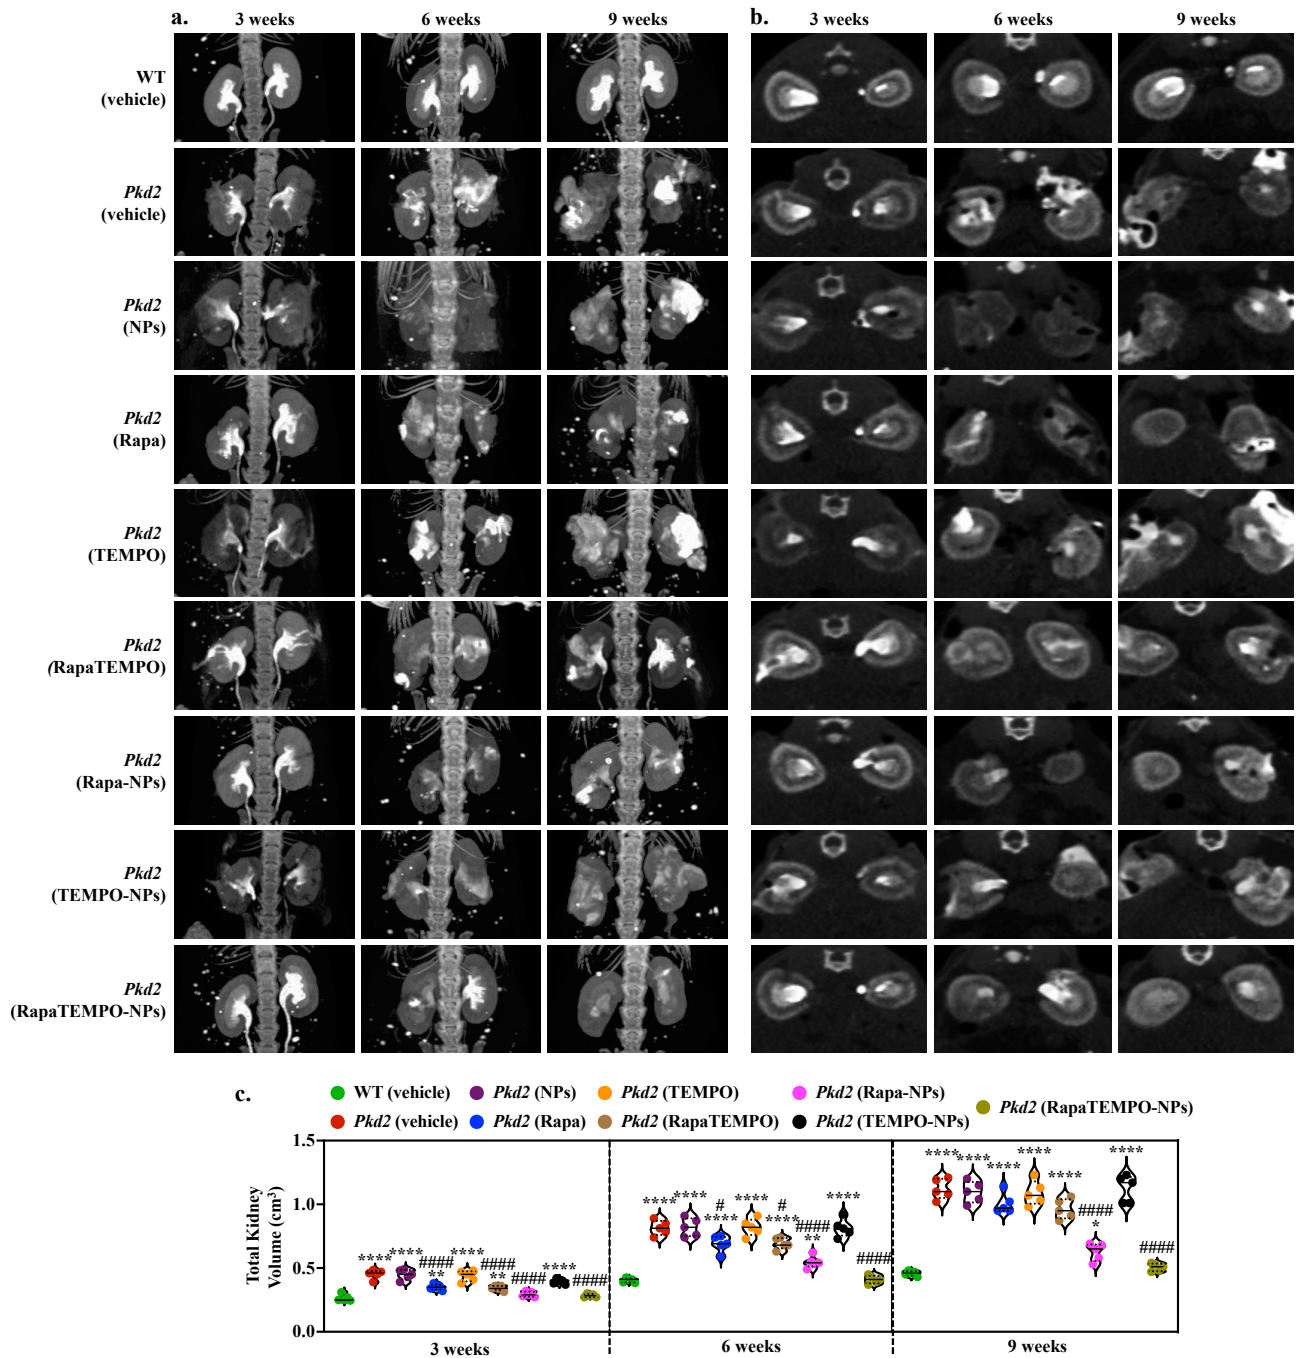 a.
3 weeks 6 weeks 9 weeks
b.
3 weeks 6 weeks 9 weeks
WT
(vehicle)
Pkd2
(vehicle)
Pkd2
(NPs)
Pkd2
(Rapa)
Pkd2
(TEMPO)
Pkd2
(RapaTEMPO)
Pkd2
(Rapa-NPs)
Pkd2
(TEMPO-NPs)
Pkd2
(RapaTEMPO-NPs)
c.
WT (vehicle) Pkd2 (NPs) Pkd2 (TEMPO) Pkd2 (Rapa-NPs) Pkd2 (RapaTEMPO-NPs)
Pkd2 (vehicle) Pkd2 (Rapa) Pkd2 (RapaTEMPO) Pkd2 (TEMPO-NPs)
Total Kidney
Volume (cm³)
1.5
1.0
0.5
0.0
**** **** #### ** **** #### ** #### **** ####
**** **** # **** **** # **** #### ** **** ####
**** **** **** **** **** #### * **** ####
3 weeks 6 weeks 9 weeks